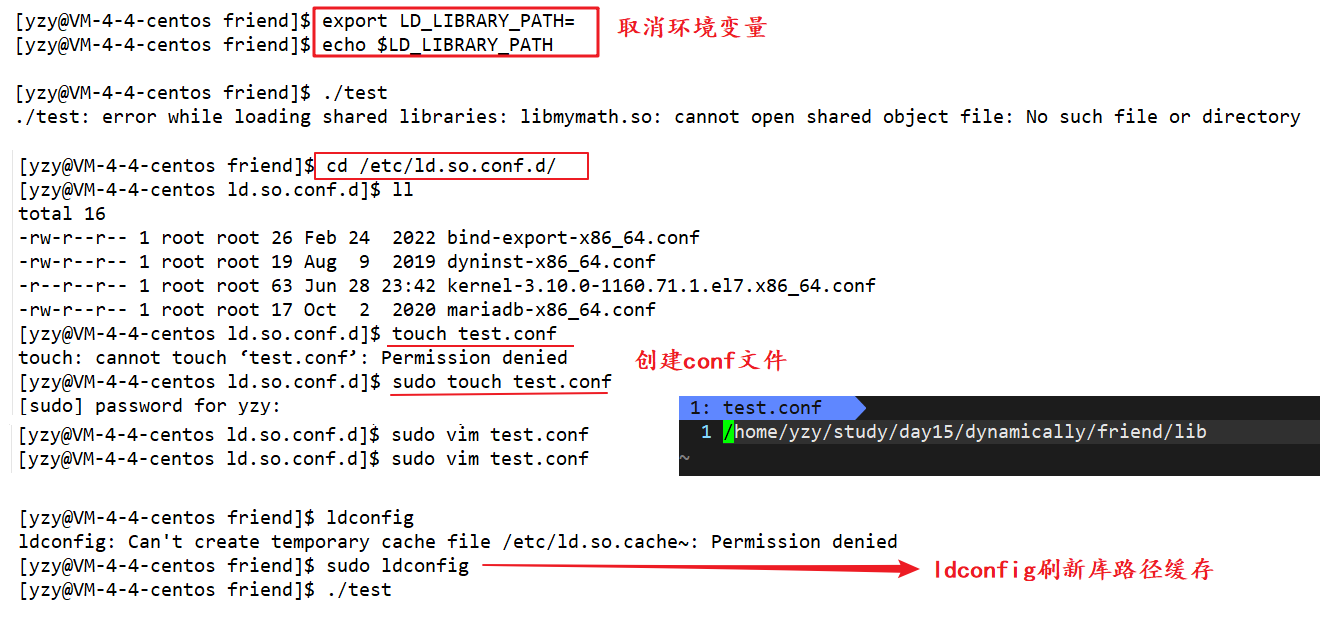 [yzy@VM-4-4-centos friend]$ export LD_LIBRARY_PATH=
[yzy@VM-4-4-centos friend]$ echo $LD_LIBRARY_PATH
取消环境变量
[yzy@VM-4-4-centos friend]$ ./test
./test: error while loading shared libraries: libmymath.so: cannot open shared object file: No such file or directory
[yzy@VM-4-4-centos friend]$ cd /etc/ld.so.conf.d/
[yzy@VM-4-4-centos ld.so.conf.d]$ ll
total 16
-rw-r--r-- 1 root root 26 Feb 24  2022 bind-export-x86_64.conf
-rw-r--r-- 1 root root 19 Aug  9  2019 dyninst-x86_64.conf
-r--r--r-- 1 root root 63 Jun 28 23:42 kernel-3.10.0-1160.71.1.el7.x86_64.conf
-rw-r--r-- 1 root root 17 Oct  2  2020 mariadb-x86_64.conf
[yzy@VM-4-4-centos ld.so.conf.d]$ touch test.conf
touch: cannot touch ‘test.conf’: Permission denied
创建conf文件
[yzy@VM-4-4-centos ld.so.conf.d]$ sudo touch test.conf
[sudo] password for yzy:
[yzy@VM-4-4-centos ld.so.conf.d]$ sudo vim test.conf
[yzy@VM-4-4-centos ld.so.conf.d]$ sudo vim test.conf
1: test.conf
1 /home/yzy/study/day15/dynamically/friend/lib
~
[yzy@VM-4-4-centos friend]$ ldconfig
ldconfig: Can't create temporary cache file /etc/ld.so.cache~: Permission denied
[yzy@VM-4-4-centos friend]$ sudo ldconfig
ldconfig刷新库路径缓存
[yzy@VM-4-4-centos friend]$ ./test